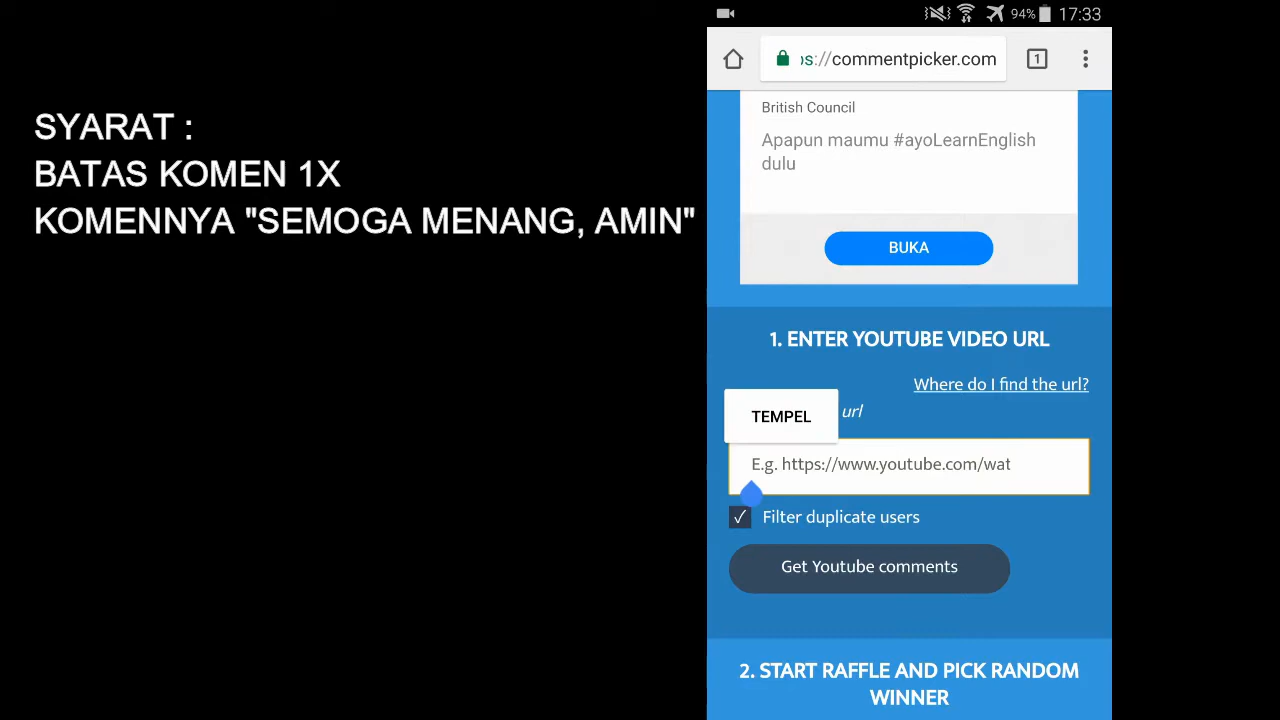 SYARAT :
BATAS KOMEN 1X
KOMENNYA "SEMOGA MENANG, AMIN"
94% 17:33
ps://commentpicker.com 1
British Council
Apapun maumu #ayoLearnEnglish
dulu
BUKA
1. ENTER YOUTUBE VIDEO URL
Where do I find the url?
TEMPEL url
E.g. https://www.youtube.com/wat
Filter duplicate users
Get Youtube comments
2. START RAFFLE AND PICK RANDOM
WINNER